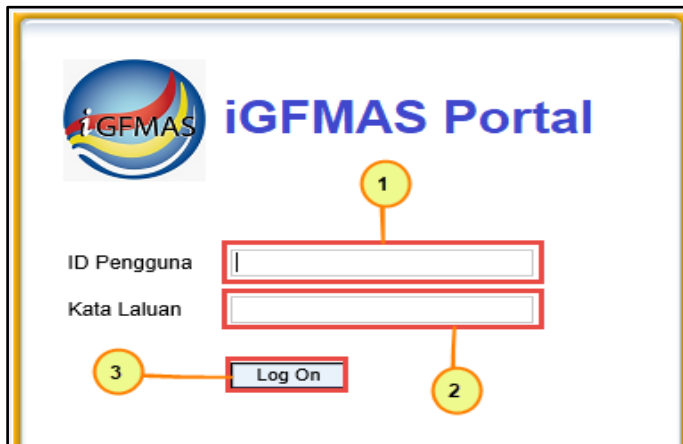 iGFMAS
iGFMAS Portal
1
ID Pengguna
Kata Laluan
3
Log On
2